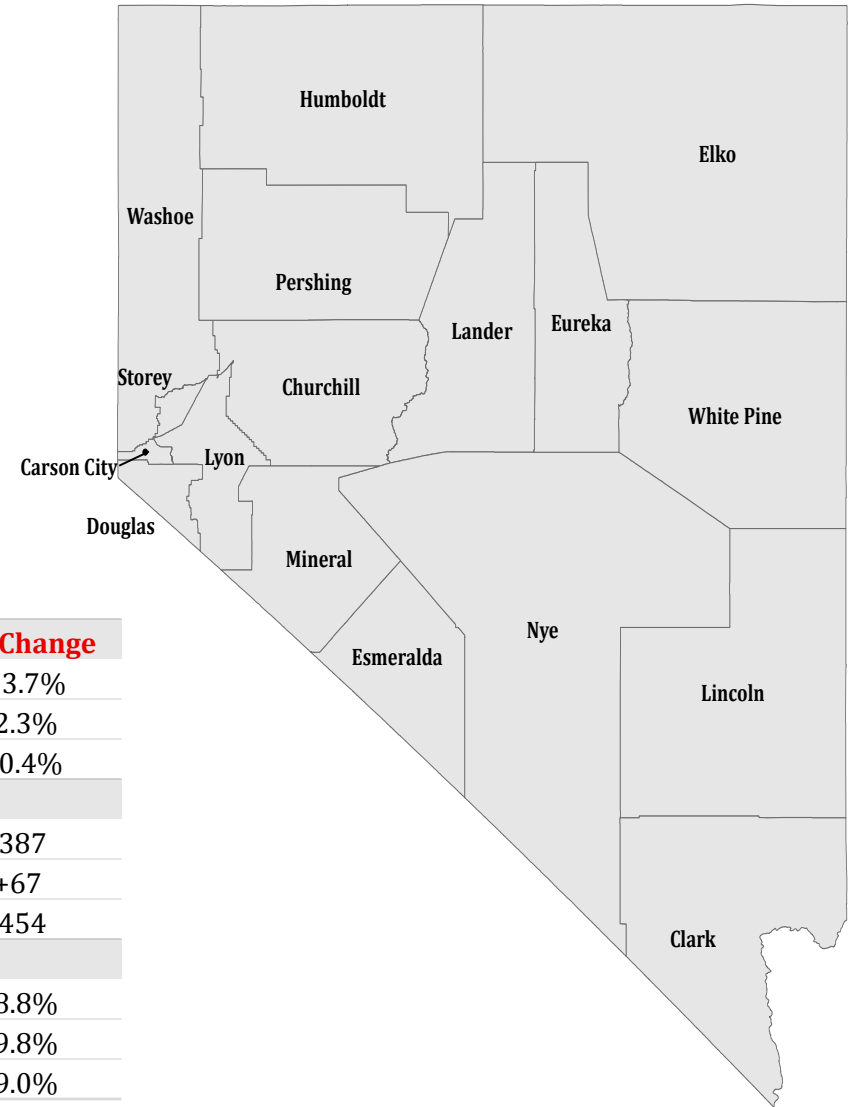 Humboldt
Elko
Washoe
Pershing
Lander
Eureka
Storey
Churchill
White Pine
Carson City
Lyon
Douglas
Mineral
Nye
Esmeralda
Lincoln
Clark
Change
3.7%
2.3%
0.4%
387
+67
454
8.8%
9.8%
9.0%